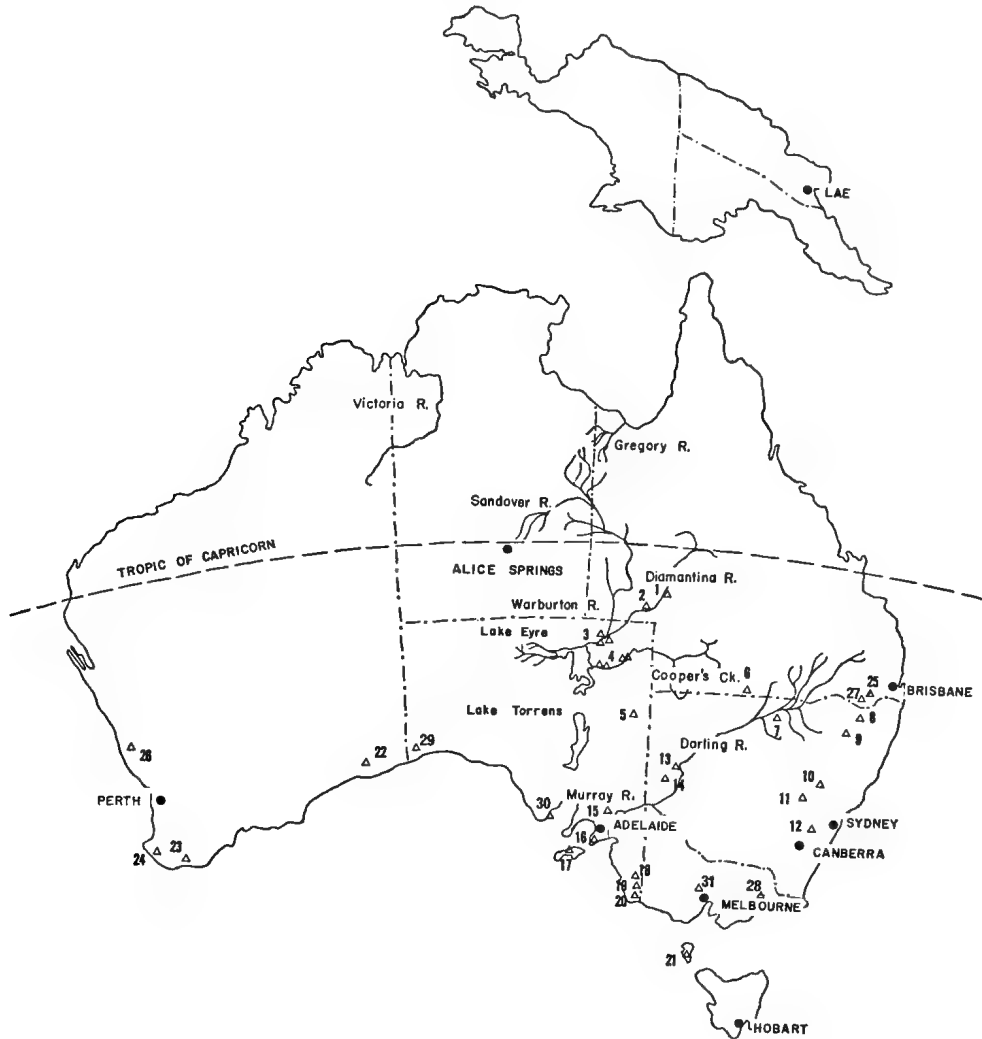 LAE
Victoria R.
Gregory R.
Sandover R.
TROPIC OF CAPRICORN
ALICE SPRINGS
Diamantina R.
1
2
Warburton R.
Lake Eyre
3
4
Cooper's Ck.
6
25
27
BRISBANE
Lake Torrens
5
7
8
9
Darling R.
26
22
29
13
14
10
11
PERTH
Murray R.
30
15
ADELAIDE
12
SYDNEY
16
CANBERRA
17
24
23
18
19
20
31
28
MELBOURNE
21
HOBART